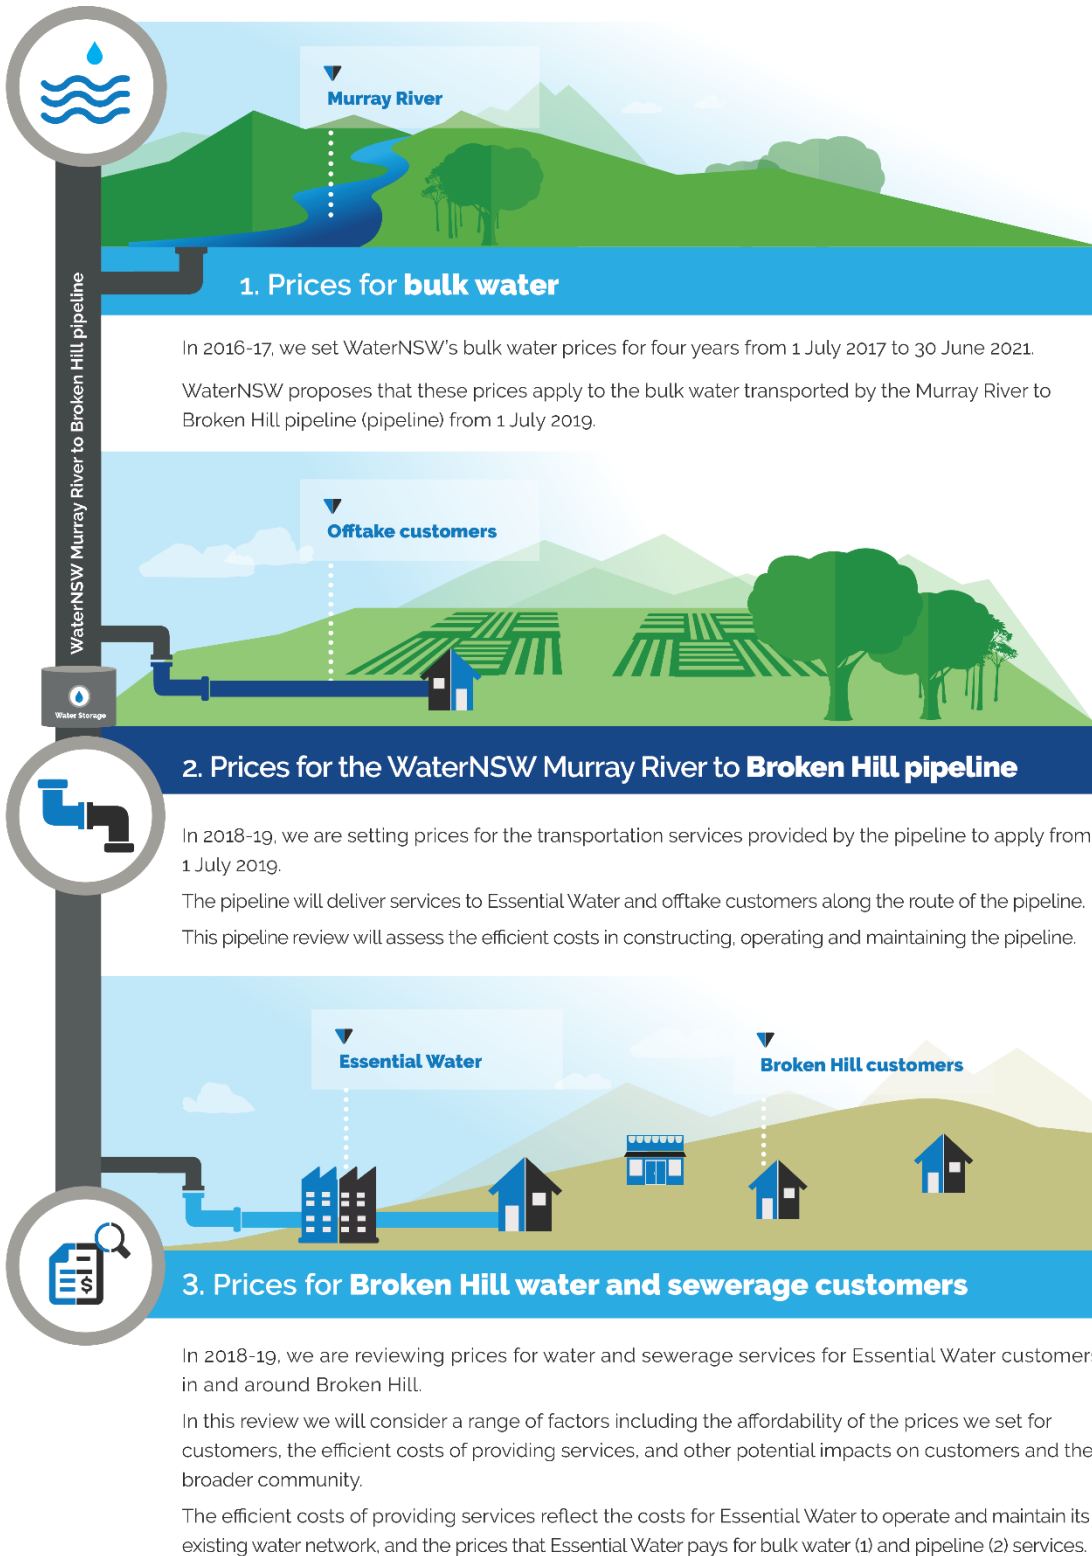 Murray River
1. Prices for bulk water
WaterNSW Murray River to Broken Hill pipeline
In 2016-17, we set WaterNSW's bulk water prices for four years from 1 July 2017 to 30 June 2021.
WaterNSW proposes that these prices apply to the bulk water transported by the Murray River to
Broken Hill pipeline (pipeline) from 1 July 2019.
Offtake customers
Water Storage
2. Prices for the WaterNSW Murray River to Broken Hill pipeline
In 2018-19, we are setting prices for the transportation services provided by the pipeline to apply from
1 July 2019.
The pipeline will deliver services to Essential Water and offtake customers along the route of the pipeline.
This pipeline review will assess the efficient costs in constructing, operating and maintaining the pipeline.
Essential Water
Broken Hill customers
$
3. Prices for Broken Hill water and sewerage customers
In 2018-19, we are reviewing prices for water and sewerage services for Essential Water customers
in and around Broken Hill.
In this review we will consider a range of factors including the affordability of the prices we set for
customers, the efficient costs of providing services, and other potential impacts on customers and the
broader community.
The efficient costs of providing services reflect the costs for Essential Water to operate and maintain its
existing water network, and the prices that Essential Water pays for bulk water (1) and pipeline (2) services.